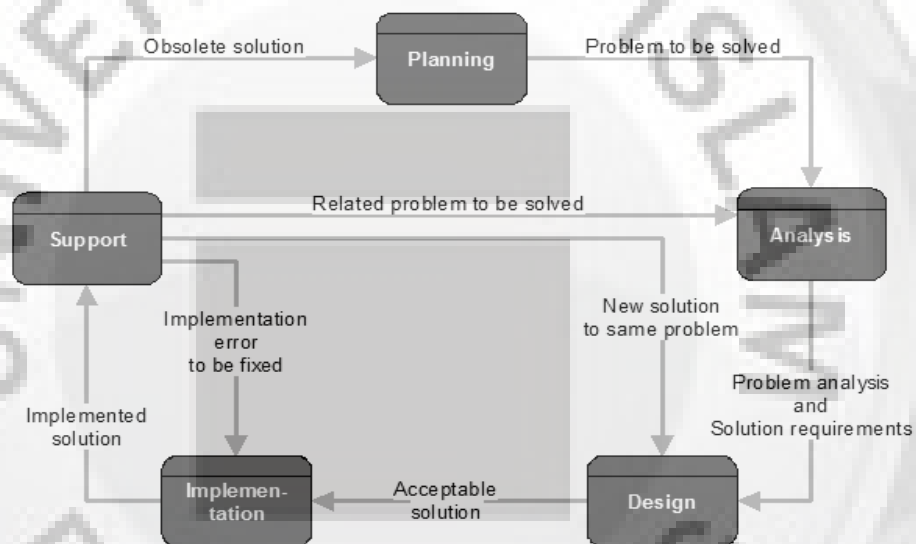 Obsolete solution
Planning
Problem to be solved
Related problem to be solved
Support
Analysis
Implementation
error
to be fixed
New solution
to same problem
Problem analysis
and
Solution requirements
Implemented
solution
Implemen-
tation
Acceptable
solution
Design